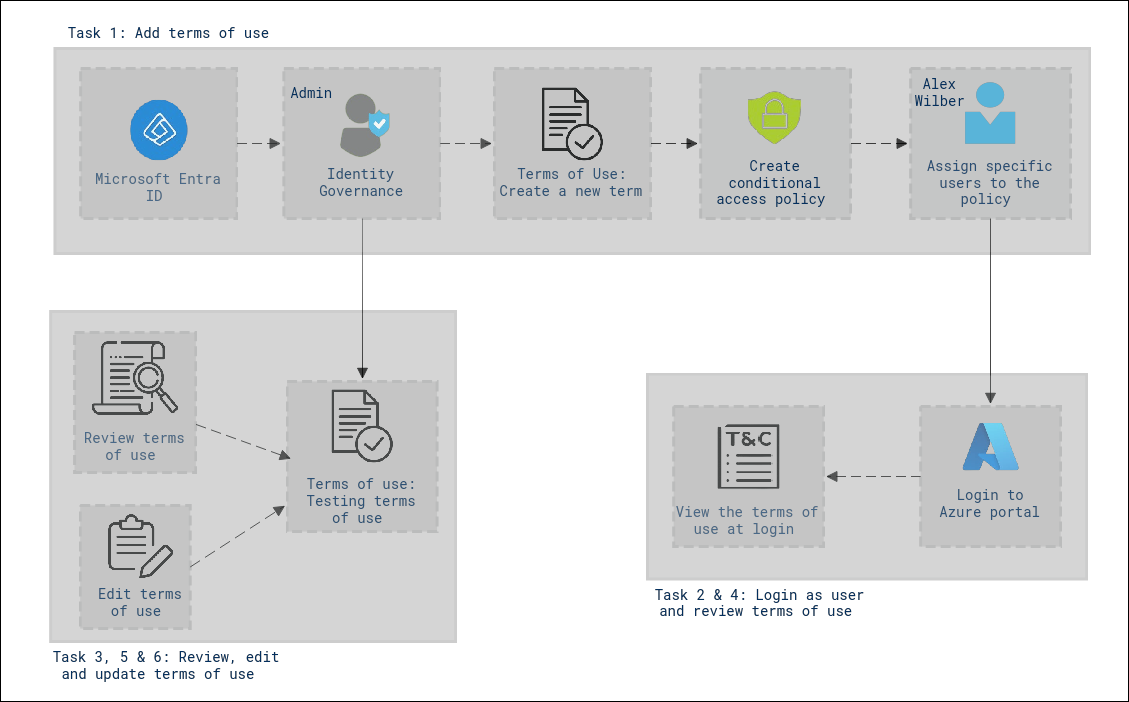 Task 1: Add terms of use
Microsoft Entra
ID
Admin
Identity
Governance
Terms of Use:
Create a new term
Create
conditional
access policy
Alex
Wilber
Assign specific
users to the
policy
Review terms
of use
Edit terms
of use
Terms of use:
Testing terms
of use
Task 3, 5 & 6: Review, edit
and update terms of use
T&C
View the terms of
use at login
Login to
Azure portal
Task 2 & 4: Login as user
and review terms of use